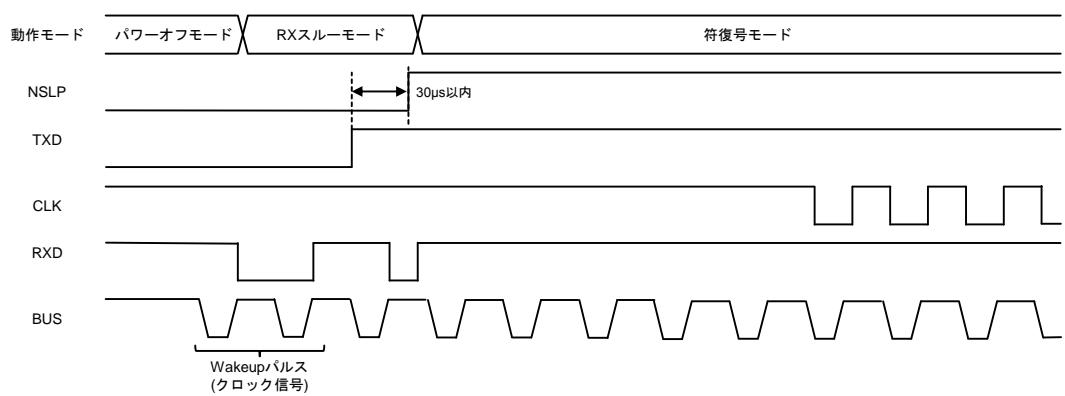 動作モード
パワーオフモード
RXスルーモード
符復号モード
NSLP
30μs以内
TXD
CLK
RXD
BUS
Wakeupパルス
(クロック信号)